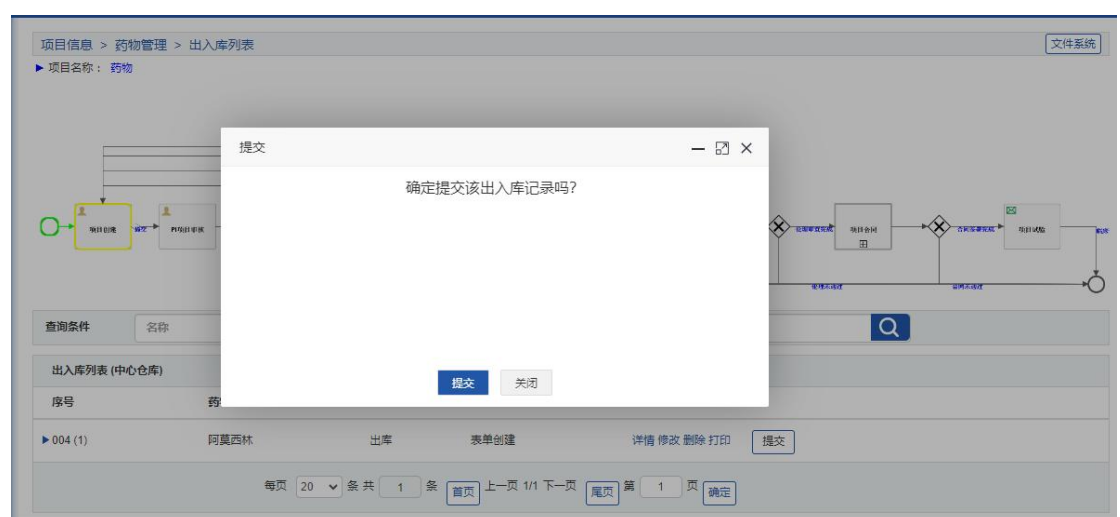 项目信息 > 药物管理 > 出入库列表
文件系统
项目名称： 药物
提交
确定提交该出入库记录吗?
项目创建
提交
项目合同
项目试验
查询条件
名称
出入库列表 (中心仓库)
提交 关闭
序号
004 (1) 阿莫西林 出库 表单创建 详情 修改 删除 打印 提交
每页 20 条 共 1 条 首页 上一页 1/1 下一页 尾页 第 1 页 确定